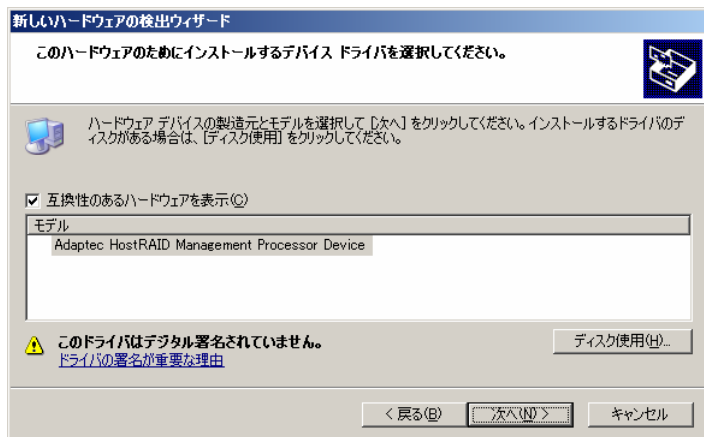 新しいハードウェアの検出ウィザード
このハードウェアのためにインストールするデバイス ドライバを選択してください。
ハードウェア デバイスの製造元とモデルを選択して [次へ] をクリックしてください。インストールするドライバのデ
ィスクがある場合は、[ディスク使用] をクリックしてください。
互換性のあるハードウェアを表示(C)
モデル
Adaptec HostRAID Management Processor Device
このドライバはデジタル署名されていません。
ディスク使用(H)...
ドライバの署名が重要な理由
< 戻る(B)
次へ(N) >
キャンセル